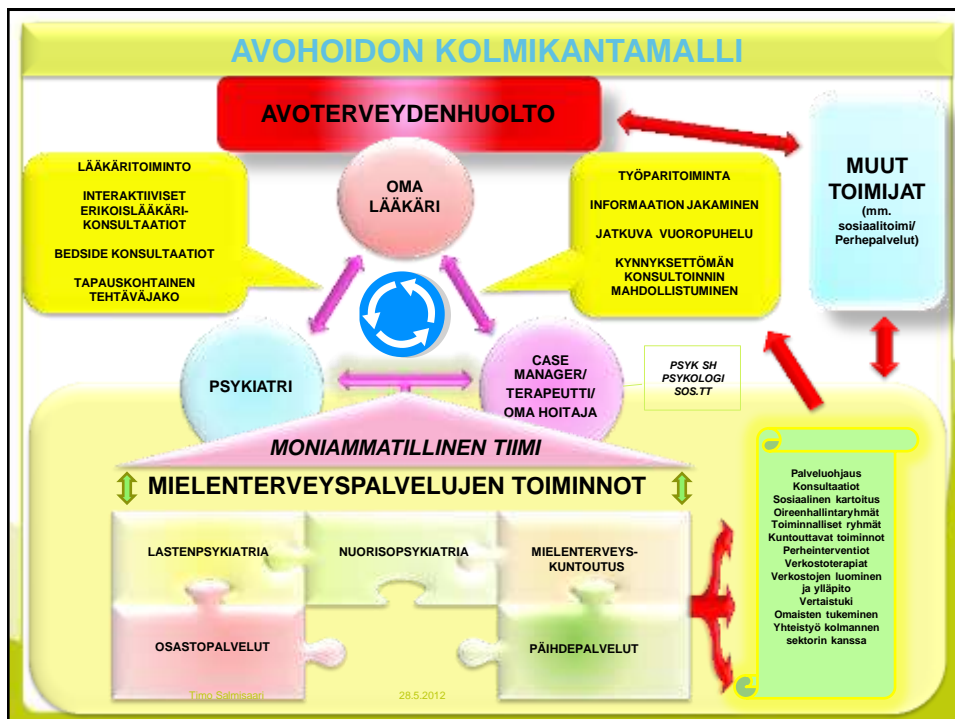 AVOHOIDON KOLMIKANTAMALLI
AVOTERVEYDENHUOLTO
LÄÄKÄRITOIMINTO
INTERAKTIIVISET
ERIKOISLÄÄKÄRI-
KONSULTAATIOT
BEDSIDE KONSULTAATIOT
TAPAUSKOHTAINEN
TEHTÄVÄJAKO
OMA
LÄÄKÄRI
TYÖPARITOIMINTA
INFORMAATION JAKAMINEN
JATKUVA VUOROPUHELU
KYNNYKSETTÖMÄN
KONSULTOINNIN
MAHDOLLISTUMINEN
MUUT
TOIMIJAT
(mm.
sosiaalitoimi/
Perhepalvelut)
PSYKIATRI
CASE
MANAGER/
TERAPEUTTI/
OMA HOITAJA
PSYK SH
PSYKOLOGI
SOS.TT
MONIAMMATILLINEN TIIMI
MIELENTERVEYSPALVELUJEN TOIMINNOT
LASTENPSYKIATRIA
NUORISOPSYKIATRIA
MIELENTERVEYS-
KUNTOUTUS
OSASTOPALVELUT
PÄIHDEPALVELUT
Palveluohjaus
Konsultaatiot
Sosiaalinen kartoitus
Oireenhallintaryhmät
Toiminnalliset ryhmät
Kuntouttavat toiminnot
Perheinterventiot
Verkostoterapiat
Verkostojen luominen
ja ylläpito
Vertaistuki
Omaisten tukeminen
Yhteistyö kolmannen
sektorin kanssa
Timo Salmisaari
28.5.2012